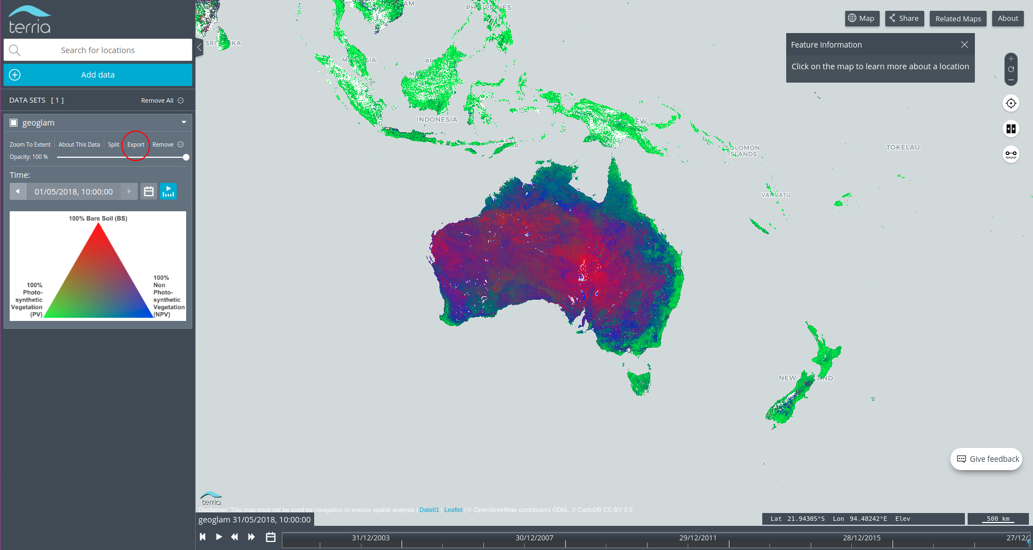 terria
Search for locations
Add data
DATA SETS [ 1 ]
Remove All
geoglam
Zoom To Extent
About This Data
Split
Export
Remove
Opacity: 100 %
Time:
01/05/2018, 10:00:00
100% Bare Soil (BS)
100%
Photo-
synthetic
Vegetation
(PV)
100%
Non
Photo-
synthetic
Vegetation
(NPV)
Map
Share
Related Maps
About
Feature Information
Click on the map to learn more about a location
PHILIPPINES
INDONESIA
SOLOMON
ISLANDS
TOKELAU
VANUATU
Give feedback
terria
Disclaimer: This map must not be used for navigation or precise spatial analysis | Data61 | Leaflet | © OpenStreetMap contributors ODbL, © CartoDB CC-BY 3.0
geoglam 31/05/2018, 10:00:00
Lat 21.94305°S Lon 94.48242°E Elev
500 km
31/12/2003
30/12/2007
29/12/2011
28/12/2015
27/12/